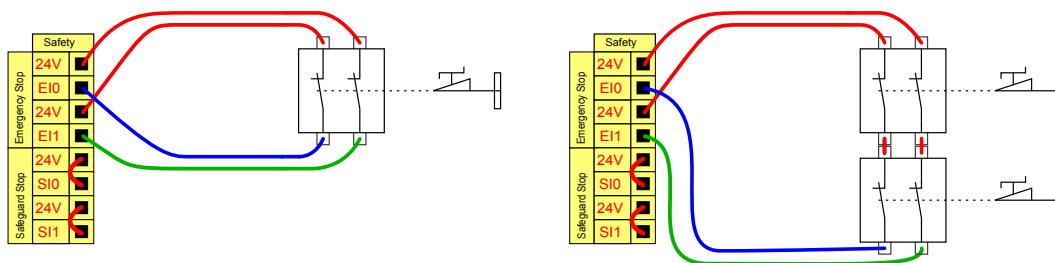 Safety
Emergency Stop
24V
EI0
24V
EI1
Safeguard Stop
24V
SI0
24V
SI1
Safety
Emergency Stop
24V
EI0
24V
EI1
Safeguard Stop
24V
SI0
24V
SI1